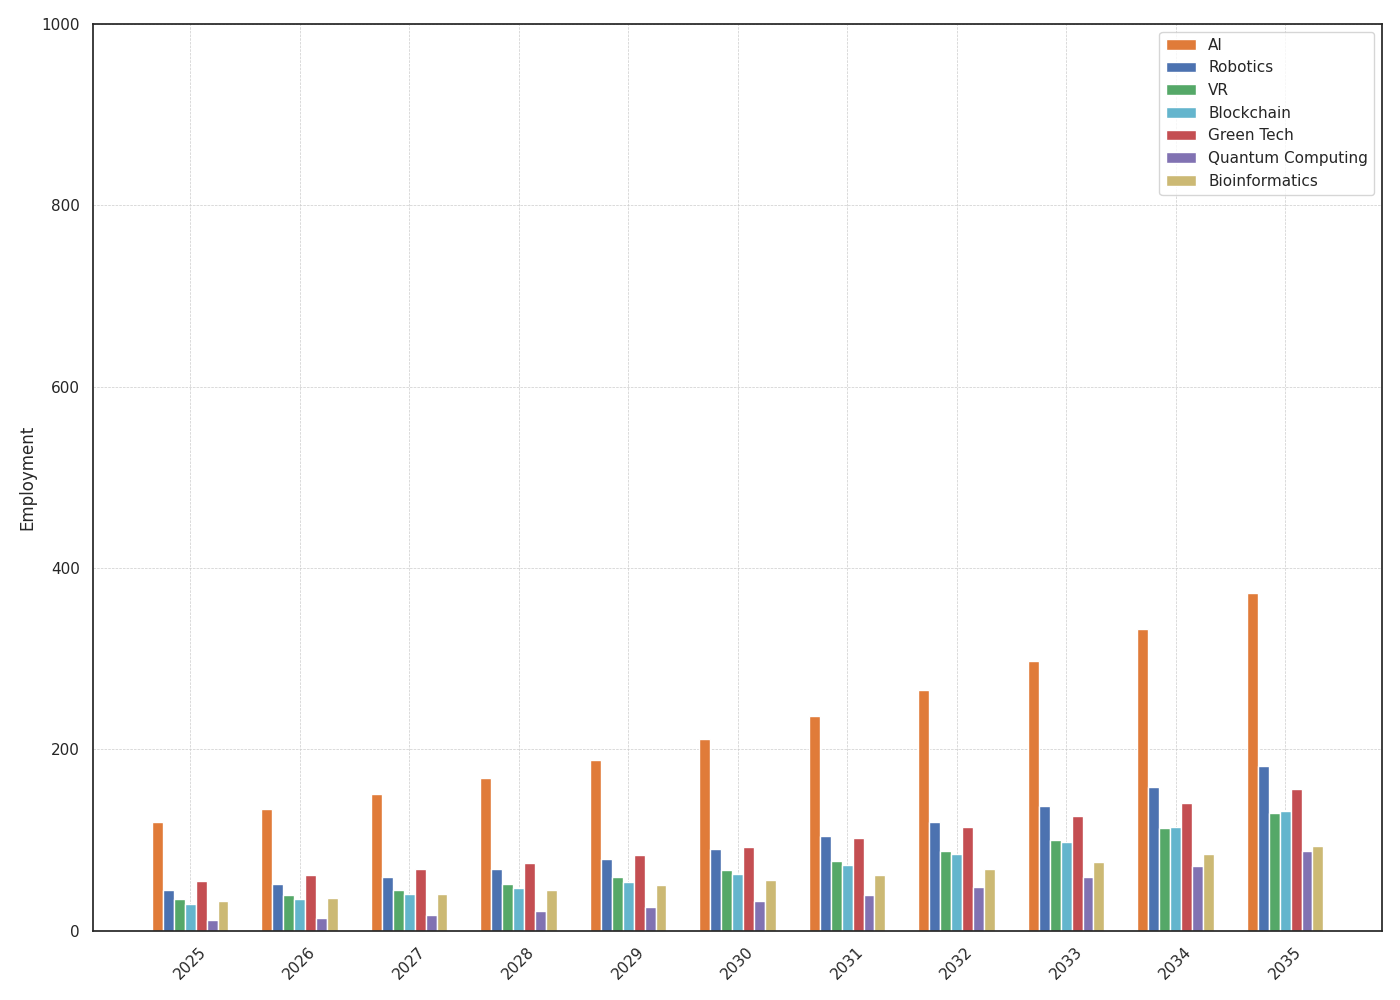 1000
800
600
400
200
0
Employment
AI
Robotics
VR
Blockchain
Green Tech
Quantum Computing
Bioinformatics
2025
2026
2027
2028
2029
2030
2031
2032
2033
2034
2035